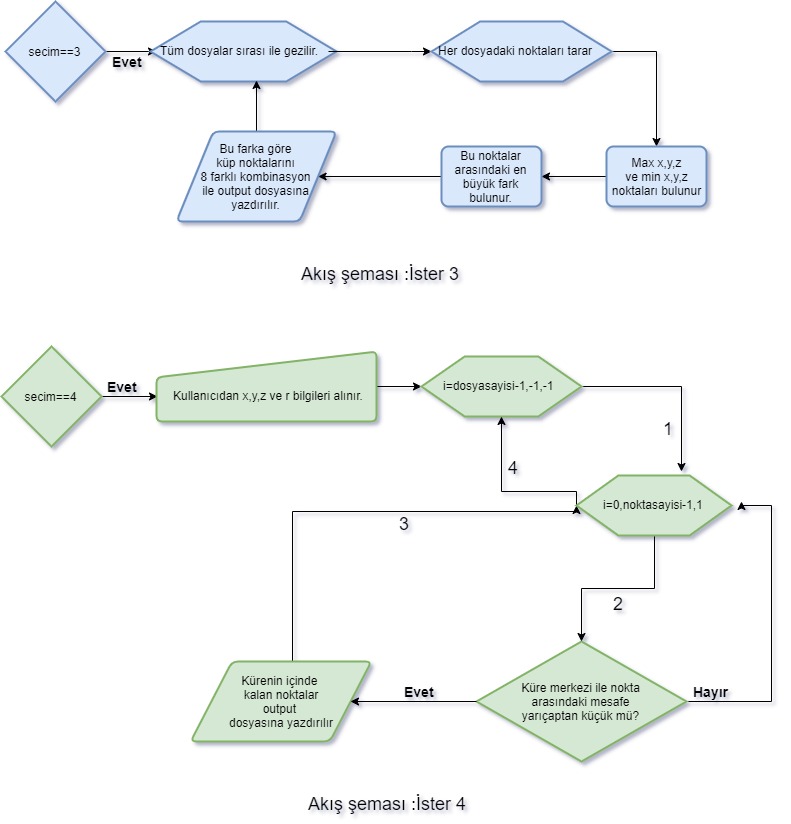 secim==3
Evet
Tüm dosyalar sırası ile gezilir.
Her dosyadaki noktaları tarar
Bu farka göre
küp noktalarını
8 farklı kombinasyon
ile output dosyasına
yazdırılır.
Bu noktalar
arasındaki en
büyük fark
bulunur.
Max x,y,z
ve min x,y,z
noktaları bulunur
Akış şeması :İster 3
secim==4
Evet
Kullanıcıdan x,y,z ve r bilgileri alınır.
i=dosyasayisi-1,-1,-1
1
4
i=0,noktasayisi-1,1
3
2
Kürenin içinde
kalan noktalar
output
dosyasına yazdırılır
Evet
Küre merkezi ile nokta
arasındaki mesafe
yarıçaptan küçük mü?
Hayır
Akış şeması :İster 4